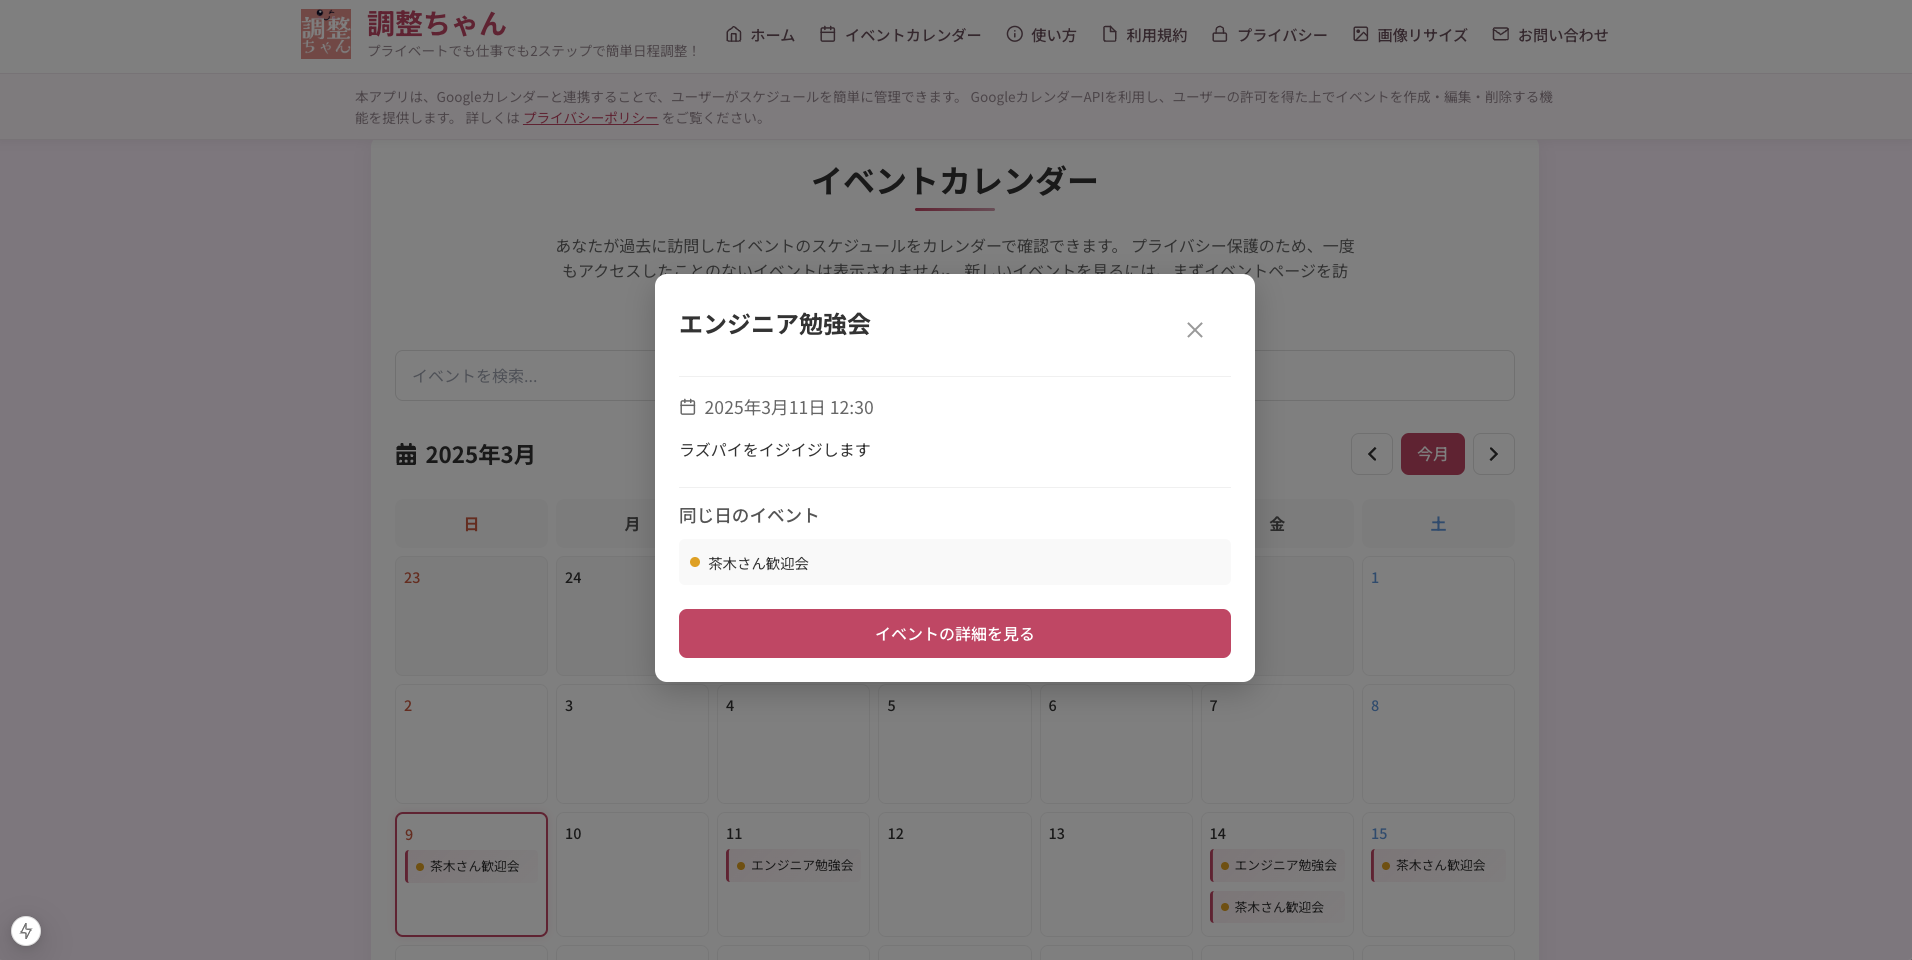 調整ちゃん
調整ちゃん
プライベートでも仕事でも2ステップで簡単日程調整！
ホーム
イベントカレンダー
使い方
利用規約
プライバシー
画像リサイズ
お問い合わせ
本アプリは、Googleカレンダーと連携することで、ユーザーがスケジュールを簡単に管理できます。 GoogleカレンダーAPIを利用し、ユーザーの許可を得た上でイベントを作成・編集・削除する機
能を提供します。 詳しくは プライバシーポリシー をご覧ください。
イベントカレンダー
あなたが過去に訪問したイベントのスケジュールをカレンダーで確認できます。 プライバシー保護のため、一度
もアクセスしたことのないイベントは表示されません。 新しいイベントを見るには、まずイベントページを訪
エンジニア勉強会
イベントを検索...
2025年3月11日 12:30
ラズパイをイジイジします
2025年3月
今月
同じ日のイベント
茶木さん歓迎会
イベントの詳細を見る
日
月
金
土
23
24
1
2
3
4
5
6
7
8
9
茶木さん歓迎会
10
11
エンジニア勉強会
12
13
14
エンジニア勉強会
茶木さん歓迎会
15
茶木さん歓迎会